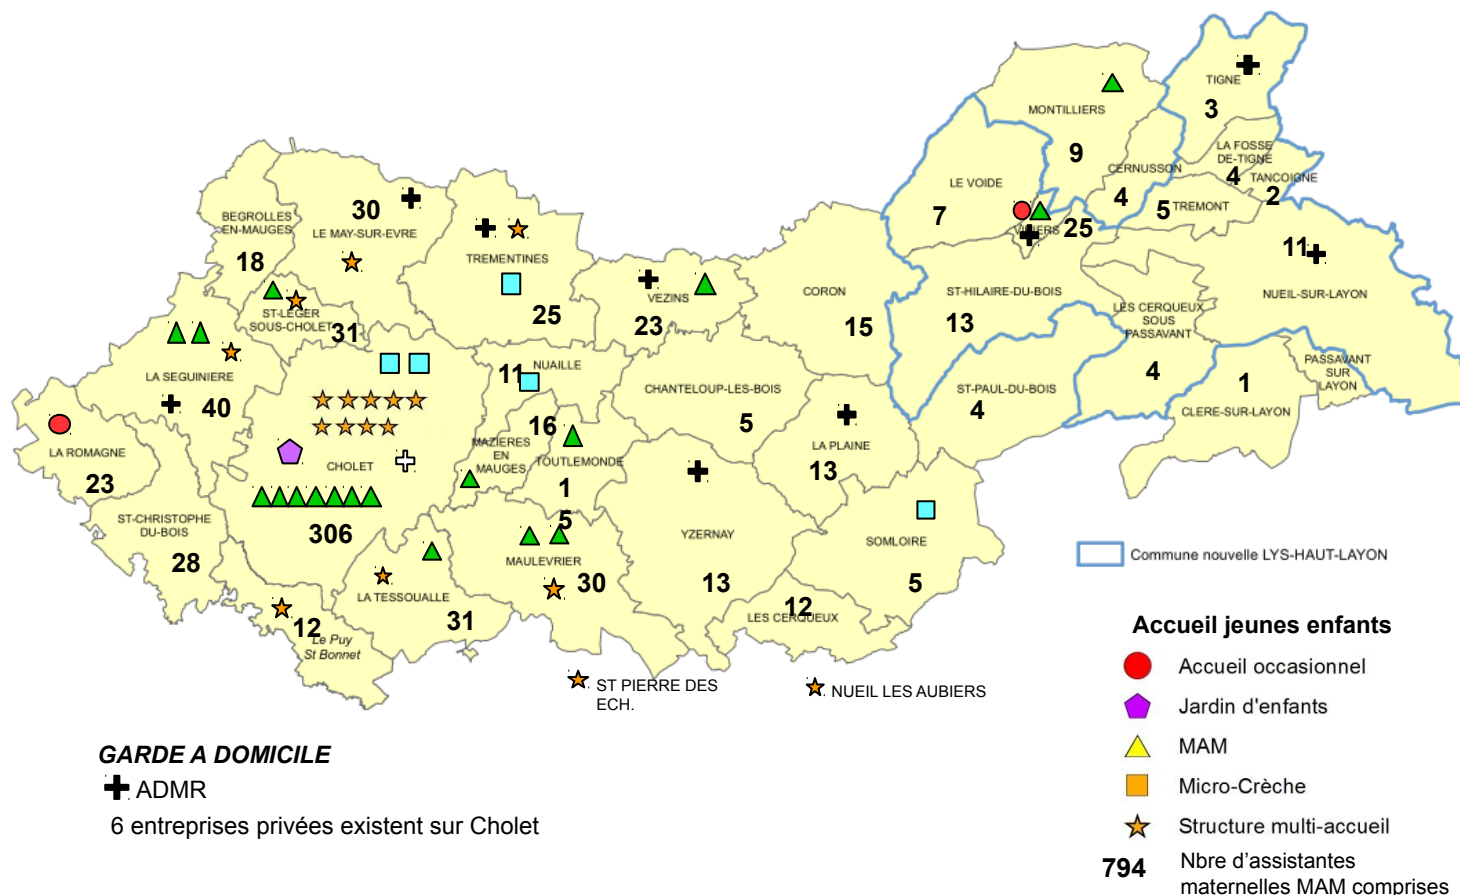 TIGNE
3
MONTILLIERS
9
LA FOSSE
DE-TIGNE
4
CERNUSSON
4
TANCOIGNE
2
LE VOIDE
7
5 TREMONT
VIHIERS
25
30
LE MAY-SUR-EVRE
BEGROLLES
EN-MAUGES
18
TREMENTINES
25
VEZINS
23
CORON
15
ST-HILAIRE-DU-BOIS
13
LES CERQUEUX
SOUS
PASSAVANT
4
11
NUEIL-SUR-LAYON
ST-LEGER
SOUS-CHOLET
31
LA SEGUINIERE
40
NUAILLE
11
CHANTELOUP-LES-BOIS
5
ST-PAUL-DU-BOIS
4
1
CLERE-SUR-LAYON
PASSAVANT
SUR
LAYON
LA ROMAGNE
23
CHOLET
306
16
MAZIERES
EN
MAUGES
TOUTLEMONDE
1
5
LA PLAINE
13
ST-CHRISTOPHE
DU-BOIS
28
MAULEVRIER
30
YZERNAY
13
SOMLOIRE
5
LA TESSOUALLE
31
12
LES CERQUEUX
12
Le Puy
St Bonnet
ST PIERRE DES
ECH.
NUEIL LES AUBIERS
Commune nouvelle LYS-HAUT-LAYON
Accueil jeunes enfants
Accueil occasionnel
Jardin d'enfants
MAM
Micro-Crèche
Structure multi-accueil
794 Nbre d'assistantes
maternelles MAM comprises
GARDE A DOMICILE
ADMR
6 entreprises privées existent sur Cholet